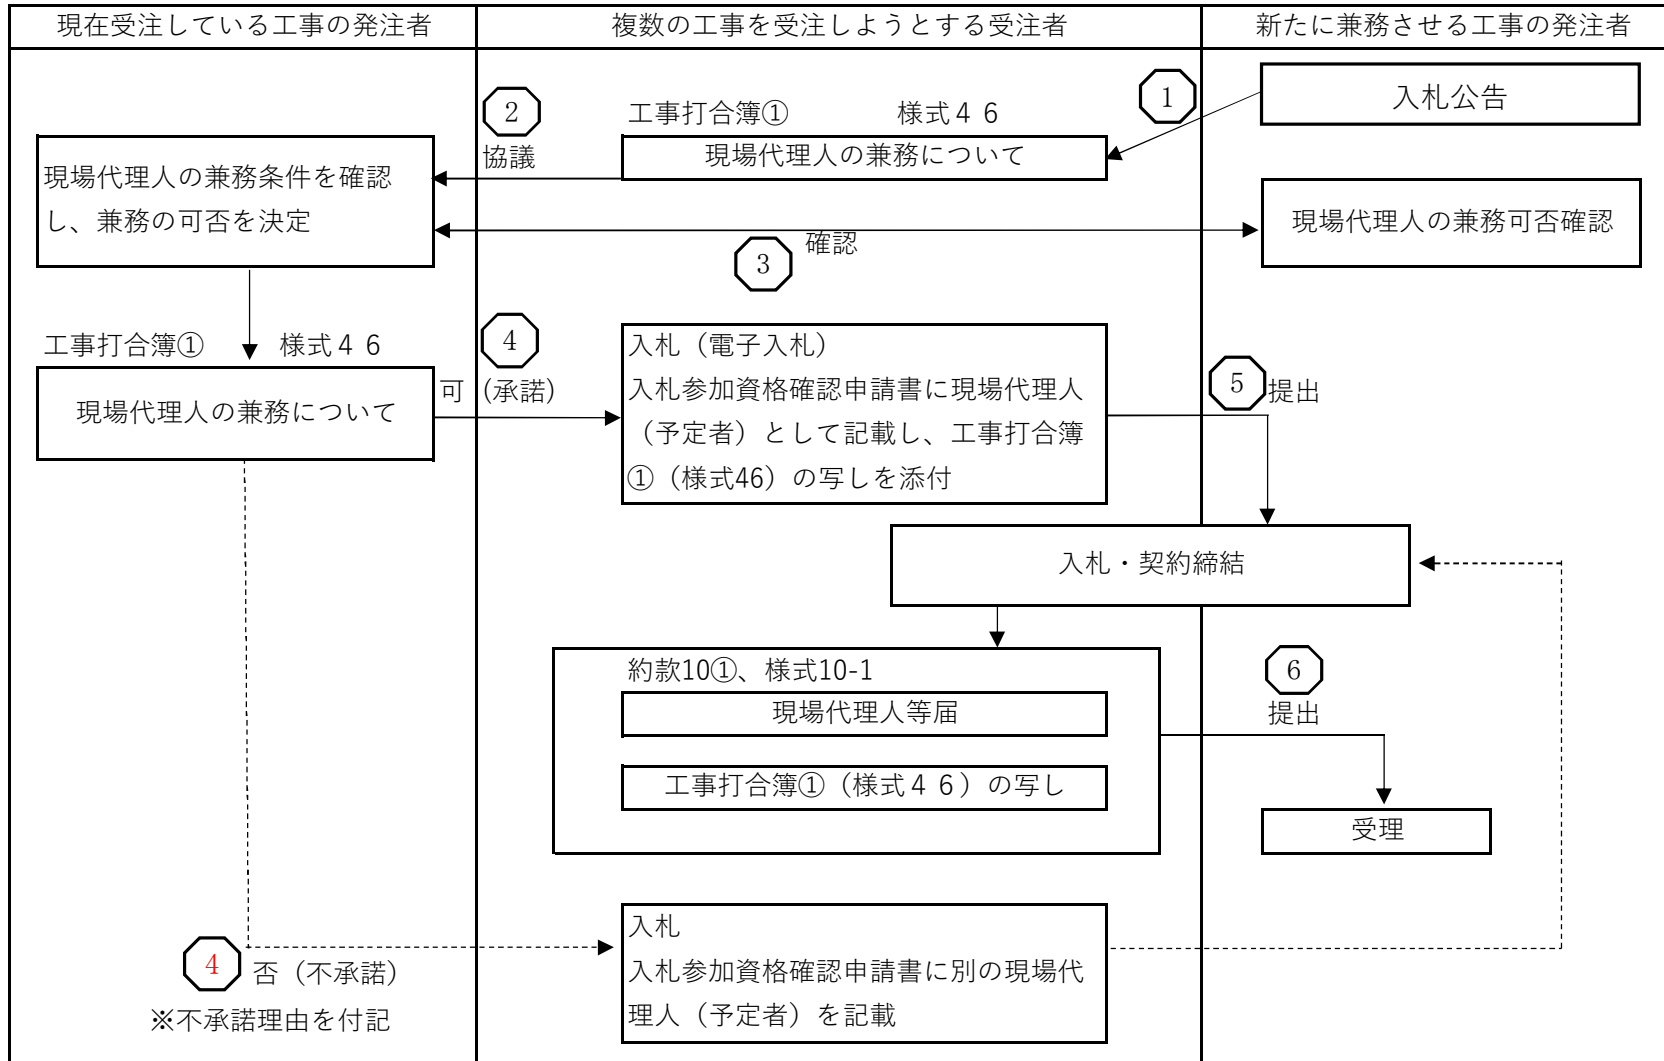 現在受注している工事の発注者
複数の工事を受注しようとする受注者
新たに兼務させる工事の発注者
1
入札公告
2
協議
工事打合簿① 様式４６
現場代理人の兼務について
現場代理人の兼務条件を確認
し、兼務の可否を決定
現場代理人の兼務可否確認
3
確認
工事打合簿① 様式４６
現場代理人の兼務について
4
可（承諾）
入札（電子入札）
入札参加資格確認申請書に現場代理人
（予定者）として記載し、工事打合簿
①（様式46）の写しを添付
5
提出
入札・契約締結
約款10①、様式10-1
現場代理人等届
工事打合簿①（様式４６）の写し
6
提出
受理
4
否（不承諾）
※不承諾理由を付記
入札
入札参加資格確認申請書に別の現場代
理人（予定者）を記載